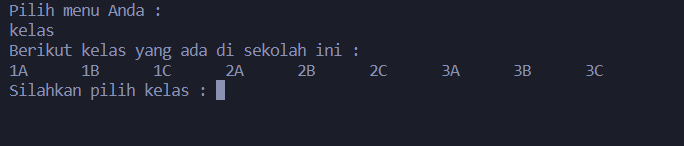 Pilih menu Anda :
kelas
Berikut kelas yang ada di sekolah ini :
1A 1B 1C 2A 2B 2C 3A 3B 3C
Silahkan pilih kelas :